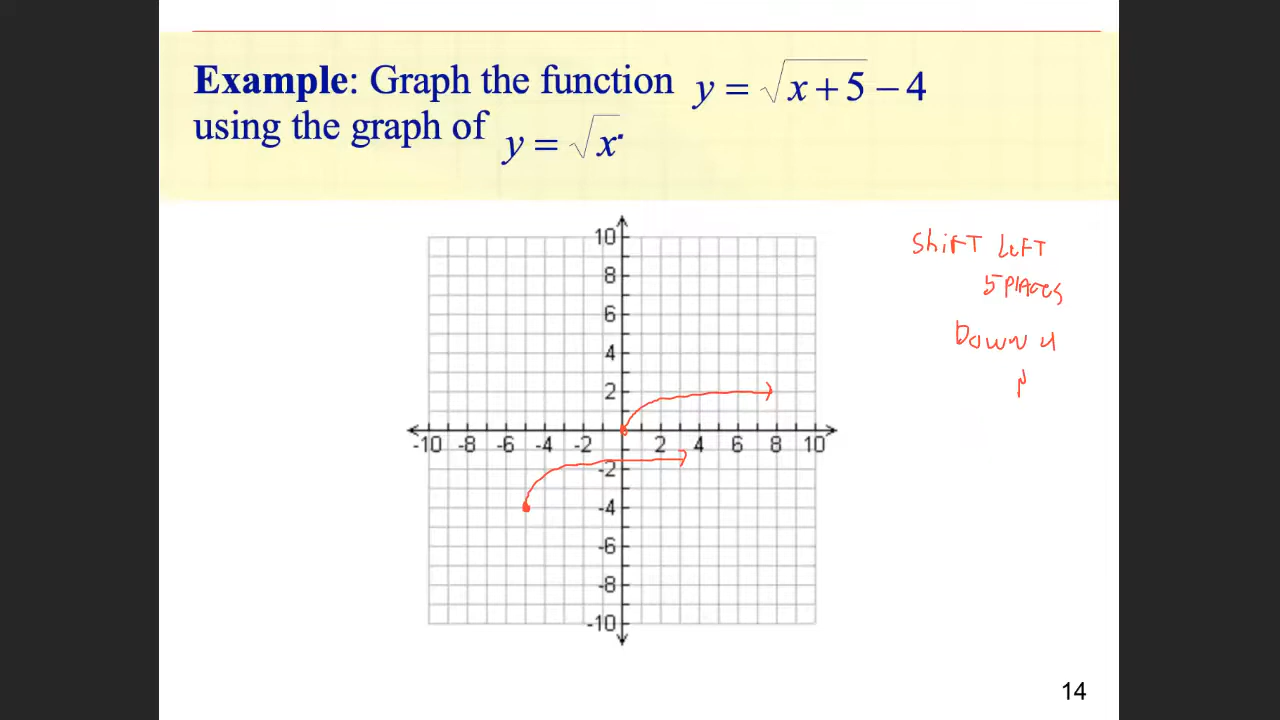 Example: Graph the function y = √x + 5 − 4
using the graph of y = √x.
10
8
6
4
2
-10 -8 -6 -4 -2 0 2 4 6 8 10
-2
-4
-6
-8
-10
Shift Left
5 places
Down 4
14